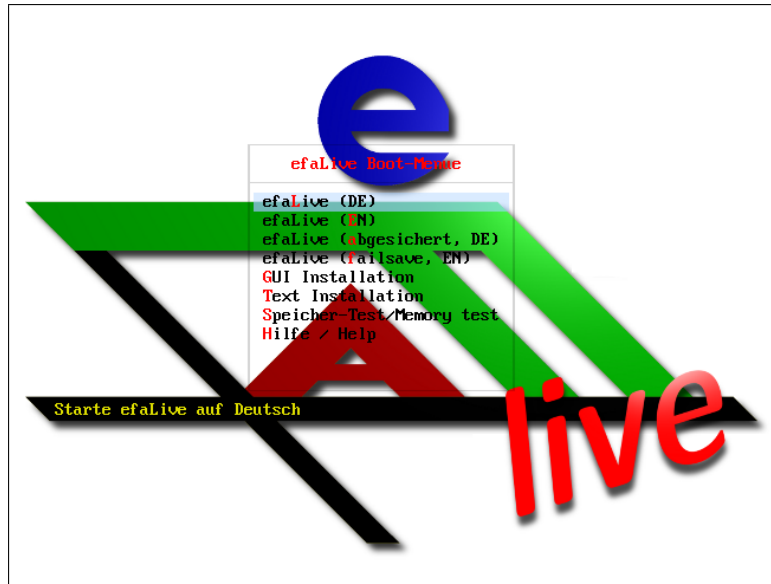 e
efaLive Boot-Menue
efaLive (DE)
efaLive (EN)
efaLive (abgesichert, DE)
efaLive (failsave, EN)
GUI Installation
Text Installation
Speicher-Test/Memory test
Hilfe / Help
A
Starte efaLive auf Deutsch
live